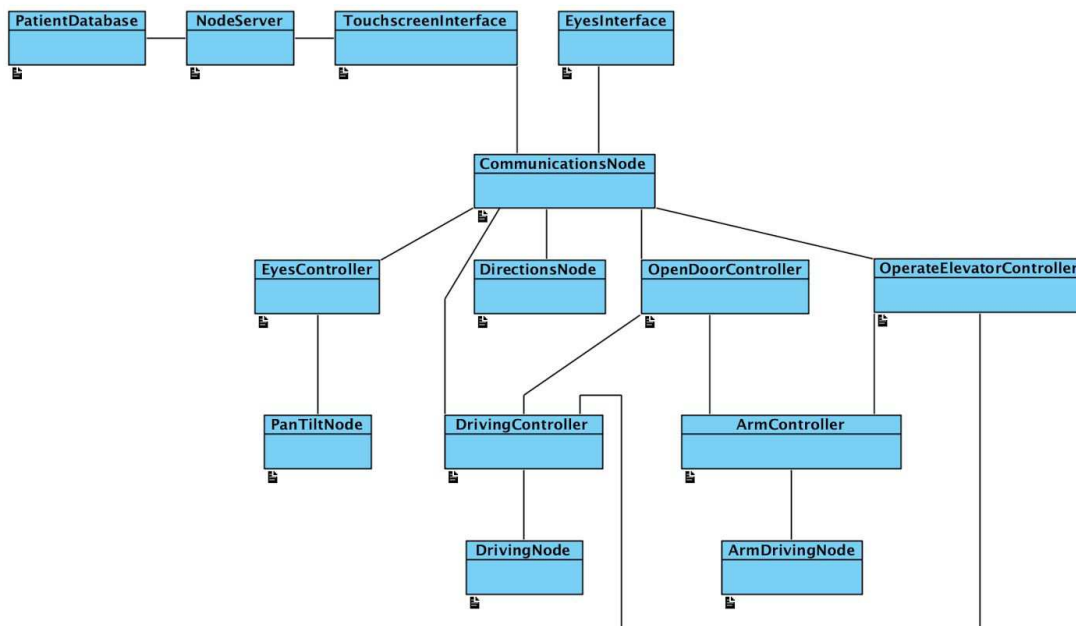 PatientDatabase
NodeServer
TouchscreenInterface
EyesInterface
CommunicationsNode
EyesController
DirectionsNode
OpenDoorController
OperateElevatorController
PanTiltNode
DrivingController
ArmController
DrivingNode
ArmDrivingNode